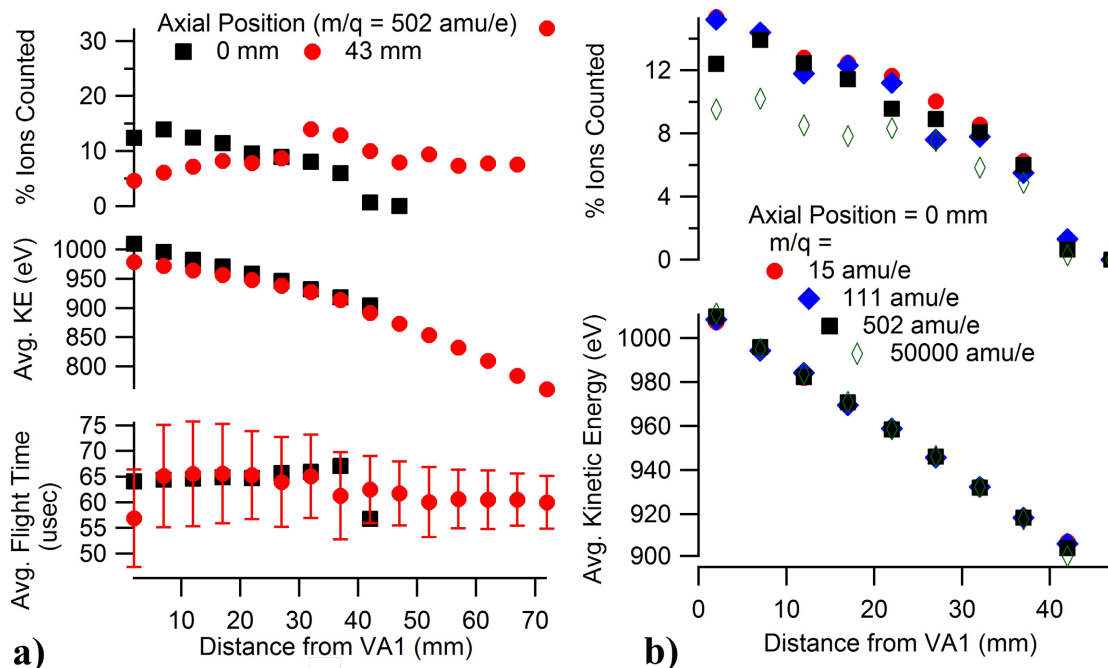 Axial Position (m/q = 502 amu/e)
0 mm 43 mm
% Ions Counted
30
20
10
0
Avg. KE (eV)
1000
950
900
850
800
Avg. Flight Time
(usec)
75
70
65
60
55
50
10 20 30 40 50 60 70
Distance from VA1 (mm)
a)
% Ions Counted
12
8
4
0
Axial Position = 0 mm
m/q =
15 amu/e
111 amu/e
502 amu/e
50000 amu/e
Avg. Kinetic Energy (eV)
1000
980
960
940
920
900
0 10 20 30 40
Distance from VA1 (mm)
b)